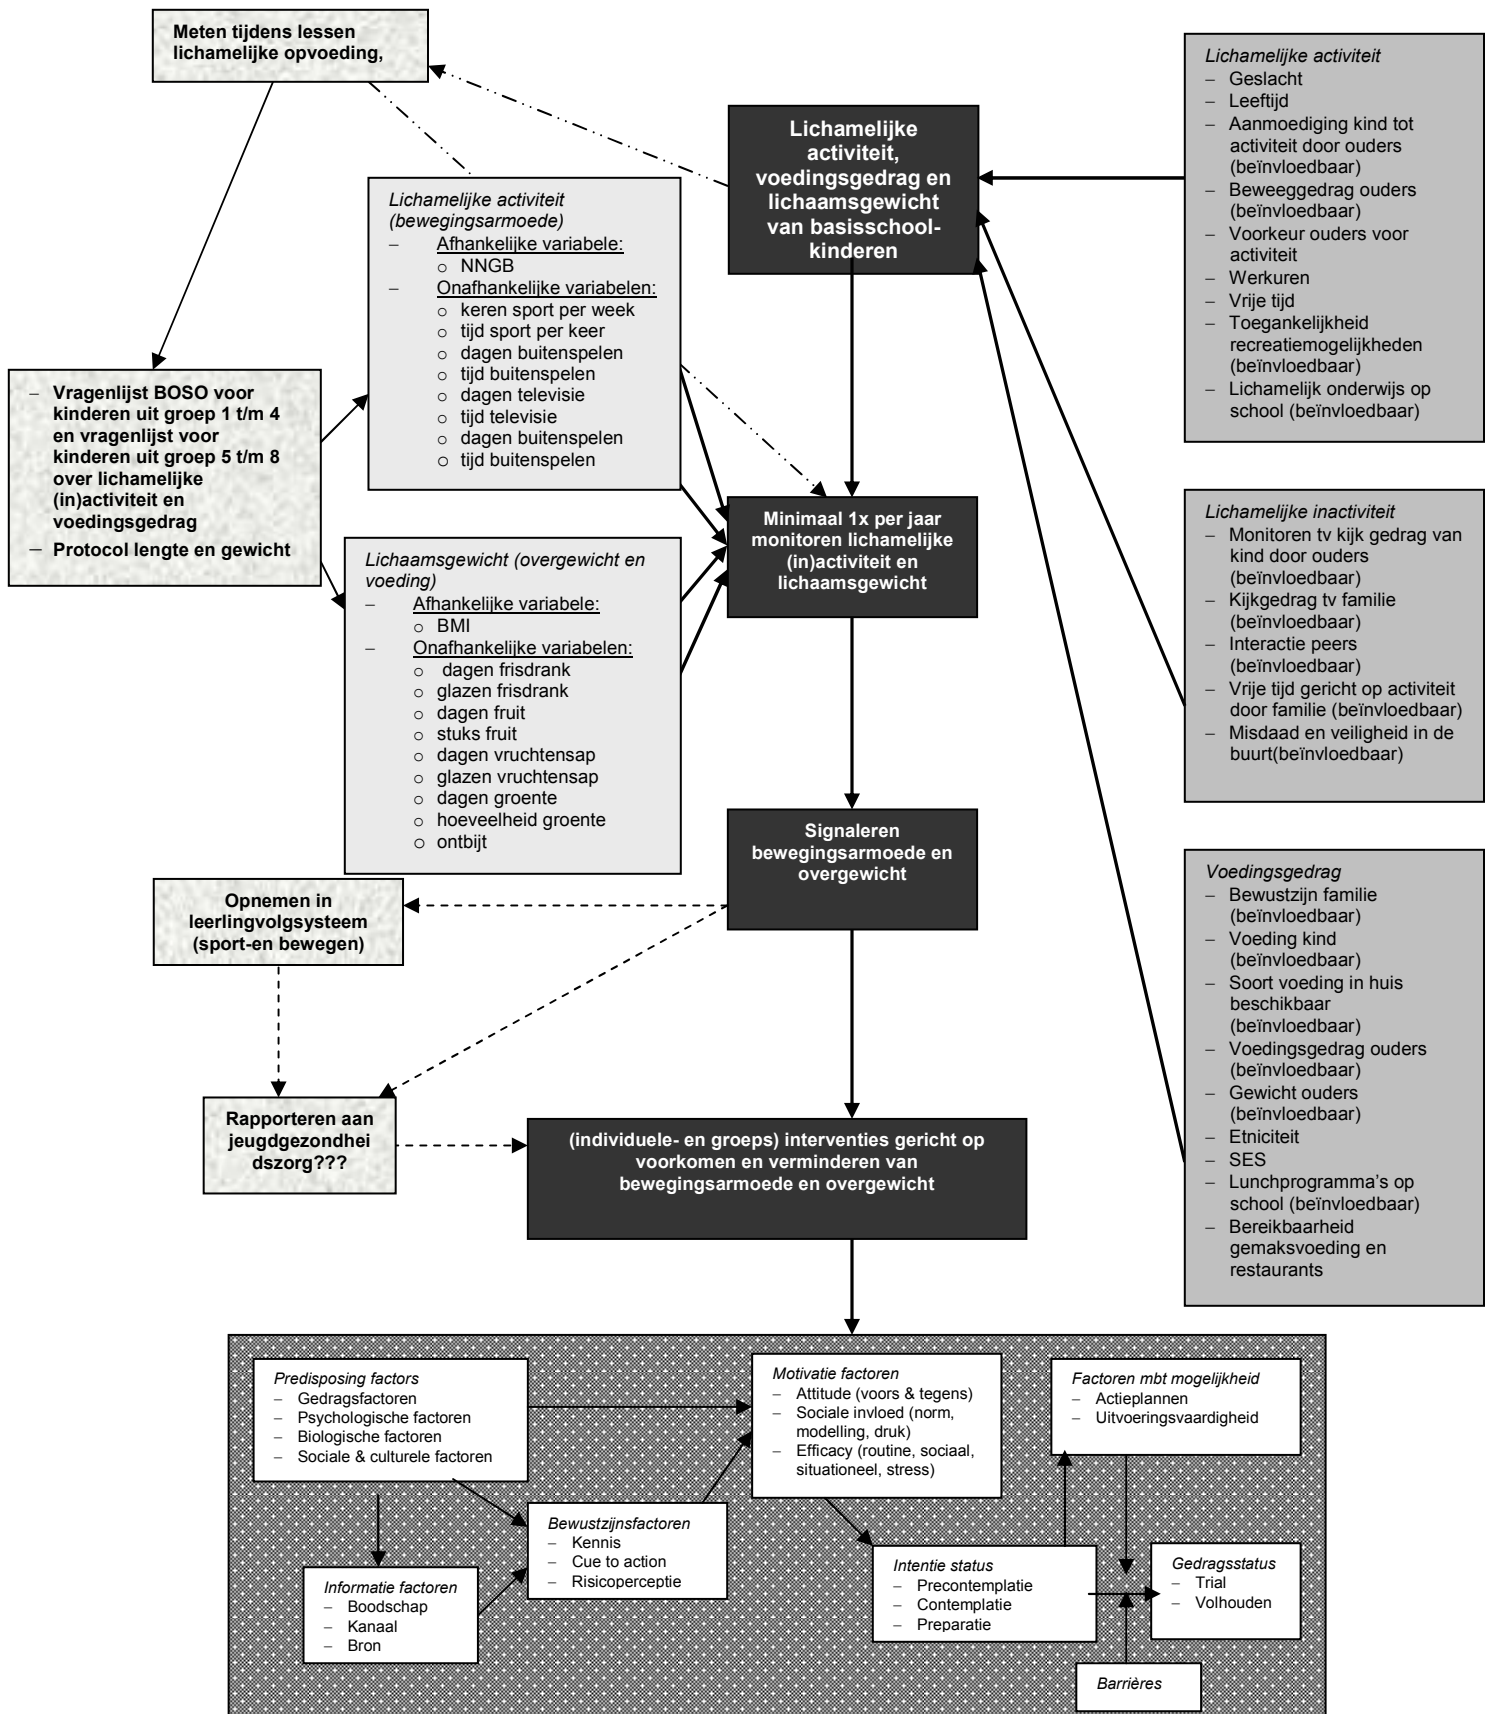 Meten tijdens lessen
lichamelijke opvoeding,
Lichamelijke
activiteit,
voedingsgedrag en
lichaamsgewicht
van basisschool-
kinderen
Lichamelijke activiteit
– Geslacht
– Leeftijd
– Aanmoediging kind tot
activiteit door ouders
(beïnvloedbaar)
– Beweeggedrag ouders
(beïnvloedbaar)
– Voorkeur ouders voor
activiteit
– Werkuren
– Vrije tijd
– Toegankelijkheid
recreatiemogelijkheden
(beïnvloedbaar)
– Lichamelijk onderwijs op
school (beïnvloedbaar)
Lichamelijke activiteit
(bewegingsarmoede)
– Afhankelijke variabele:
o NNGB
– Onafhankelijke variabelen:
o keren sport per week
o tijd sport per keer
o dagen buitenspelen
o tijd buitenspelen
o dagen televisie
o tijd televisie
o dagen buitenspelen
o tijd buitenspelen
– Vragenlijst BOSO voor
kinderen uit groep 1 t/m 4
en vragenlijst voor
kinderen uit groep 5 t/m 8
over lichamelijke
(in)activiteit en
voedingsgedrag
– Protocol lengte en gewicht
Minimaal 1x per jaar
monitoren lichamelijke
(in)activiteit en
lichaamsgewicht
Lichamelijke inactiviteit
– Monitoren tv kijk gedrag van
kind door ouders
(beïnvloedbaar)
– Kijkgedrag tv familie
(beïnvloedbaar)
– Interactie peers
(beïnvloedbaar)
– Vrije tijd gericht op activiteit
door familie (beïnvloedbaar)
– Misdaad en veiligheid in de
buurt(beïnvloedbaar)
Lichaamsgewicht (overgewicht en
voeding)
– Afhankelijke variabele:
o BMI
– Onafhankelijke variabelen:
o dagen frisdrank
o glazen frisdrank
o dagen fruit
o stuks fruit
o dagen vruchtensap
o glazen vruchtensap
o dagen groente
o hoeveelheid groente
o ontbijt
Signaleren
bewegingsarmoede en
overgewicht
Voedingsgedrag
– Bewustzijn familie
(beïnvloedbaar)
– Voeding kind
(beïnvloedbaar)
– Soort voeding in huis
beschikbaar
(beïnvloedbaar)
– Voedingsgedrag ouders
(beïnvloedbaar)
– Gewicht ouders
(beïnvloedbaar)
– Etniciteit
– SES
– Lunchprogramma’s op
school (beïnvloedbaar)
– Bereikbaarheid
gemaksvoeding en
restaurants
Opnemen in
leerlingvolgsysteem
(sport-en bewegen)
Rapporteren aan
jeugdgezondhei
dszorg???
(individuele- en groeps) interventies gericht op
voorkomen en verminderen van
bewegingsarmoede en overgewicht
Predisposing factors
– Gedragsfactoren
– Psychologische factoren
– Biologische factoren
– Sociale & culturele factoren
Motivatie factoren
– Attitude (voors & tegens)
– Sociale invloed (norm,
modelling, druk)
– Efficacy (routine, sociaal,
situationeel, stress)
Factoren mbt mogelijkheid
– Actieplannen
– Uitvoeringsvaardigheid
Bewustzijnsfactoren
– Kennis
– Cue to action
– Risicoperceptie
Informatie factoren
– Boodschap
– Kanaal
– Bron
Intentie status
– Precontemplatie
– Contemplatie
– Preparatie
Gedragsstatus
– Trial
– Volhouden
Barrières